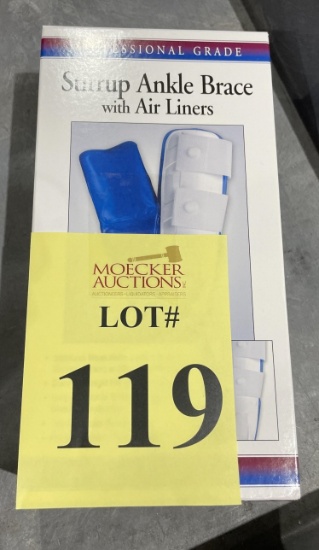 PROFESSIONAL GRADE
Stirrup Ankle Brace
with Air Liners
MOECKER
AUCTIONS
LOT#
119